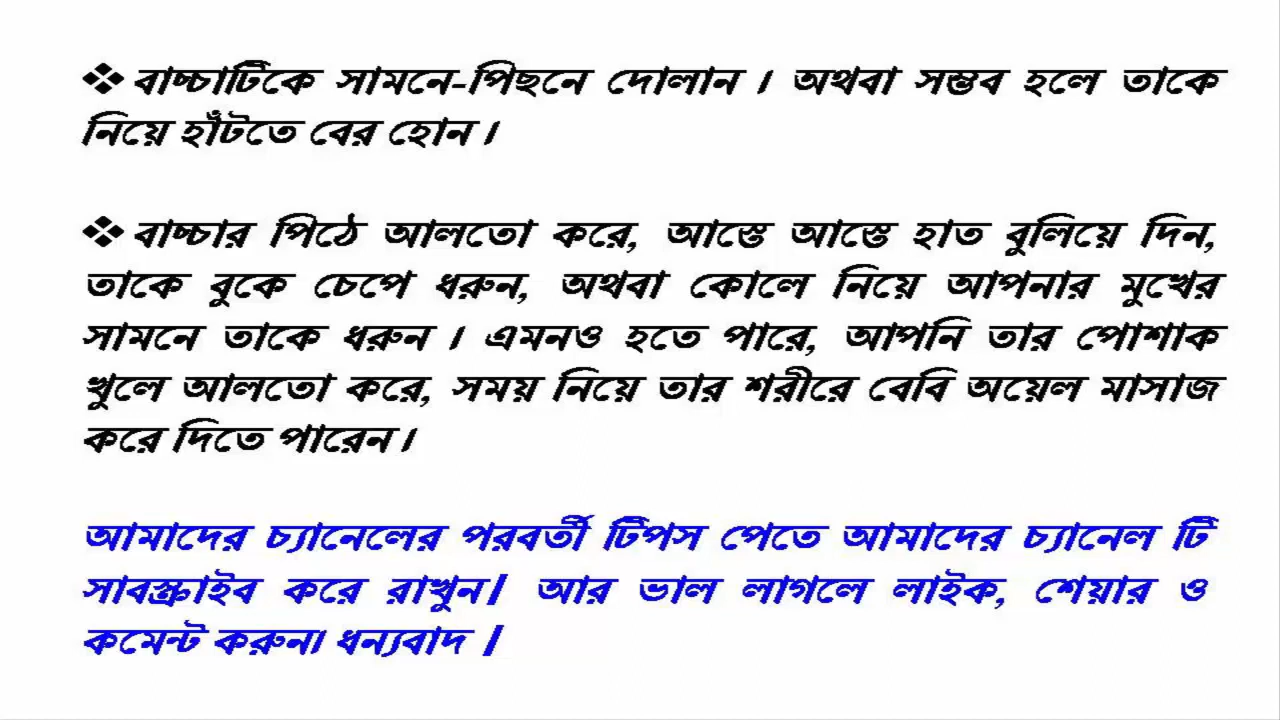 ❖ বাচ্চাটিকে সামনে-পিছনে দোলান । অথবা সম্ভব হলে তাকে
নিয়ে হাঁটতে বের হোন ।
❖ বাচ্চার পিঠে আলতো করে, আস্তে আস্তে হাত বুলিয়ে দিন,
তাকে বুকে চেপে ধরুন, অথবা কোলে নিয়ে আপনার মুখের
সামনে তাকে ধরুন । এমনও হতে পারে, আপনি তার পোশাক
খুলে আলতো করে, সময় নিয়ে তার শরীরে বেবি অয়েল মাসাজ
করে দিতে পারেন ।
আমাদের চ্যানেলের পরবর্তী টিপস পেতে আমাদের চ্যানেল টি
সাবস্ক্রাইব করে রাখুন| আর ভাল লাগলে লাইক, শেয়ার ও
কমেন্ট করুন। ধন্যবাদ |